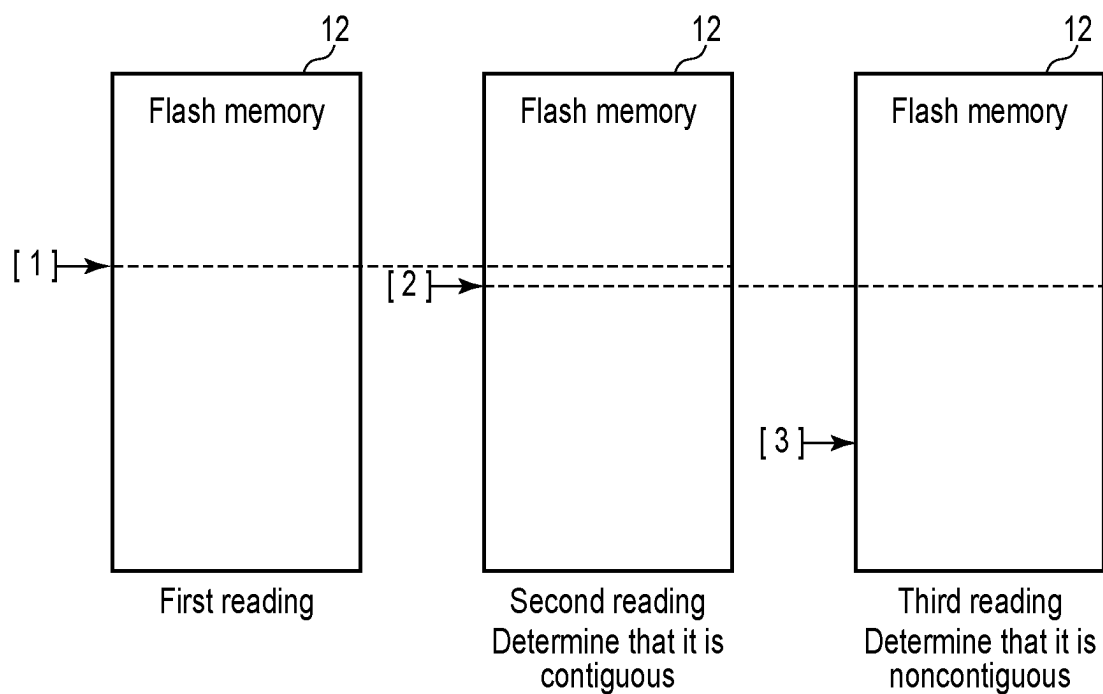 12 12 12
Flash memory Flash memory Flash memory
[ 1 ]
[ 2 ]
[ 3 ]
First reading Second reading Third reading
Determine that it is Determine that it is
contiguous noncontiguous